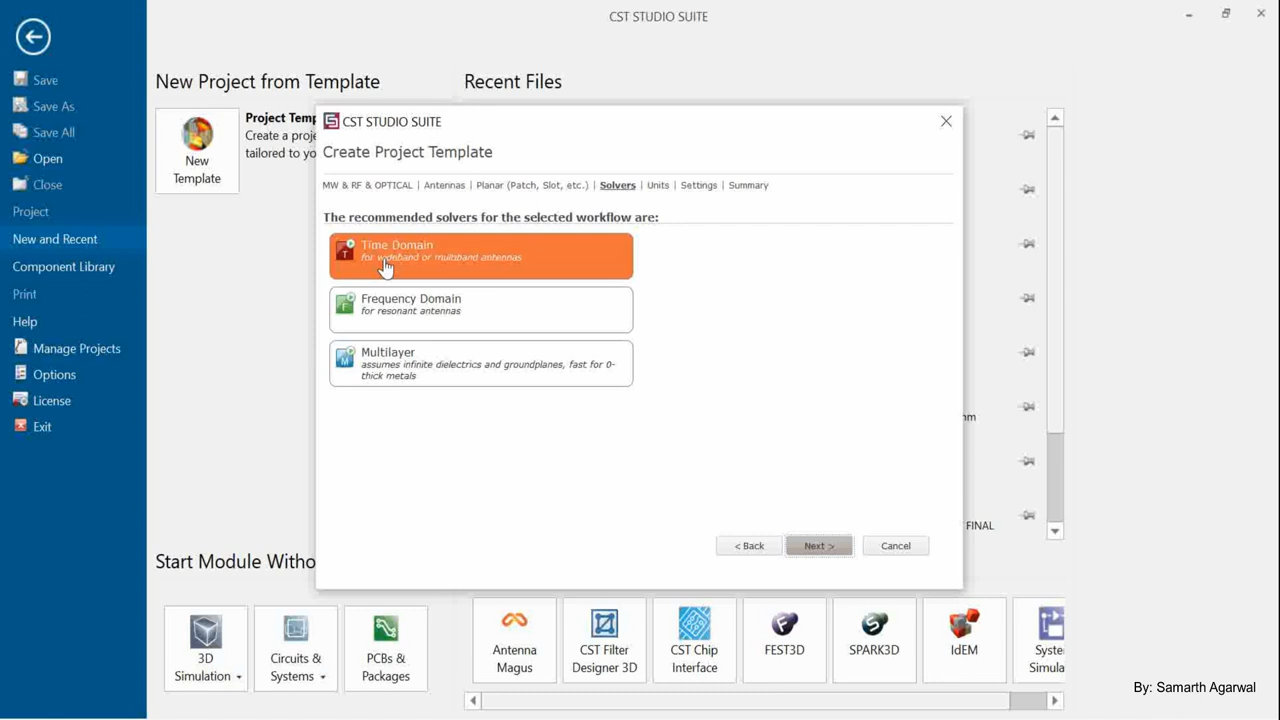 CST STUDIO SUITE
Save
Save As
Save All
Open
Close
Project
New and Recent
Component Library
Print
Help
Manage Projects
Options
License
Exit
New Project from Template
Recent Files
New
Template
Project Temp
Create a proje
tailored to yo
CST STUDIO SUITE
Create Project Template
MW & RF & OPTICAL | Antennas | Planar (Patch, Slot, etc.) | Solvers | Units | Settings | Summary
The recommended solvers for the selected workflow are:
Time Domain
for wideband or multiband antennas
Frequency Domain
for resonant antennas
Multilayer
assumes infinite dielectrics and groundplanes, fast for 0-
thick metals
< Back
Next >
Cancel
mm
FINAL
Start Module Witho
3D
Simulation
Circuits &
Systems
PCBs &
Packages
Antenna
Magus
CST Filter
Designer 3D
CST Chip
Interface
FEST3D
SPARK3D
IdEM
Syste
Simula
By: Samarth Agarwal